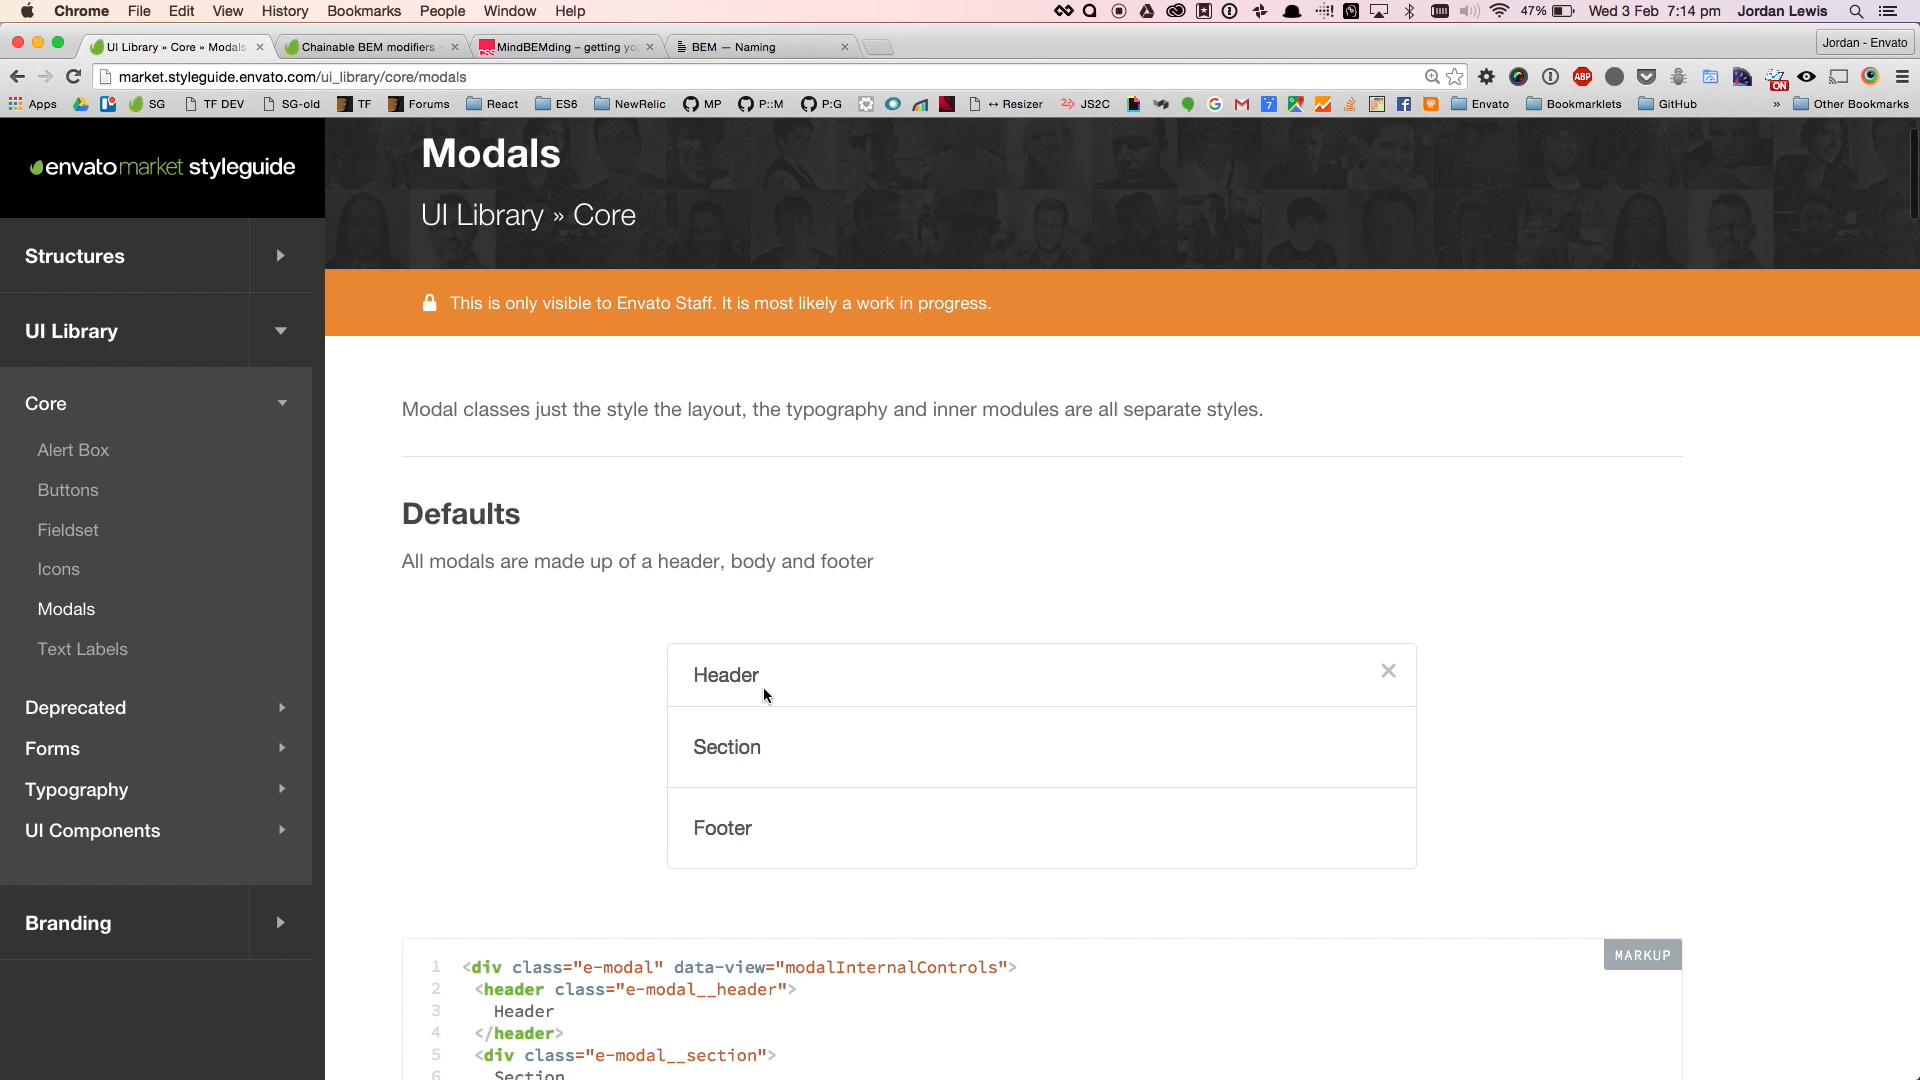 Chrome File Edit View History Bookmarks People Window Help 47% Wed 3 Feb 7:14 pm Jordan Lewis
UI Library » Core » Modals Chainable BEM modifiers MindBEMding – getting yo BEM — Naming Jordan - Envato
market.styleguide.envato.com/ui_library/core/modals
Apps SG TF DEV SG-old TF Forums React ES6 NewRelic MP P::M P:G ↔ Resizer JS2C Envato Bookmarklets GitHub » Other Bookmarks
envato market styleguide
Structures
UI Library
Core
Alert Box
Buttons
Fieldset
Icons
Modals
Text Labels
Deprecated
Forms
Typography
UI Components
Branding
Modals
UI Library » Core
This is only visible to Envato Staff. It is most likely a work in progress.
Modal classes just the style the layout, the typography and inner modules are all separate styles.
Defaults
All modals are made up of a header, body and footer
Header
Section
Footer
MARKUP
1 <div class="e-modal" data-view="modalInternalControls">
2 <header class="e-modal__header">
3 Header
4 </header>
5 <div class="e-modal__section">
6 Section